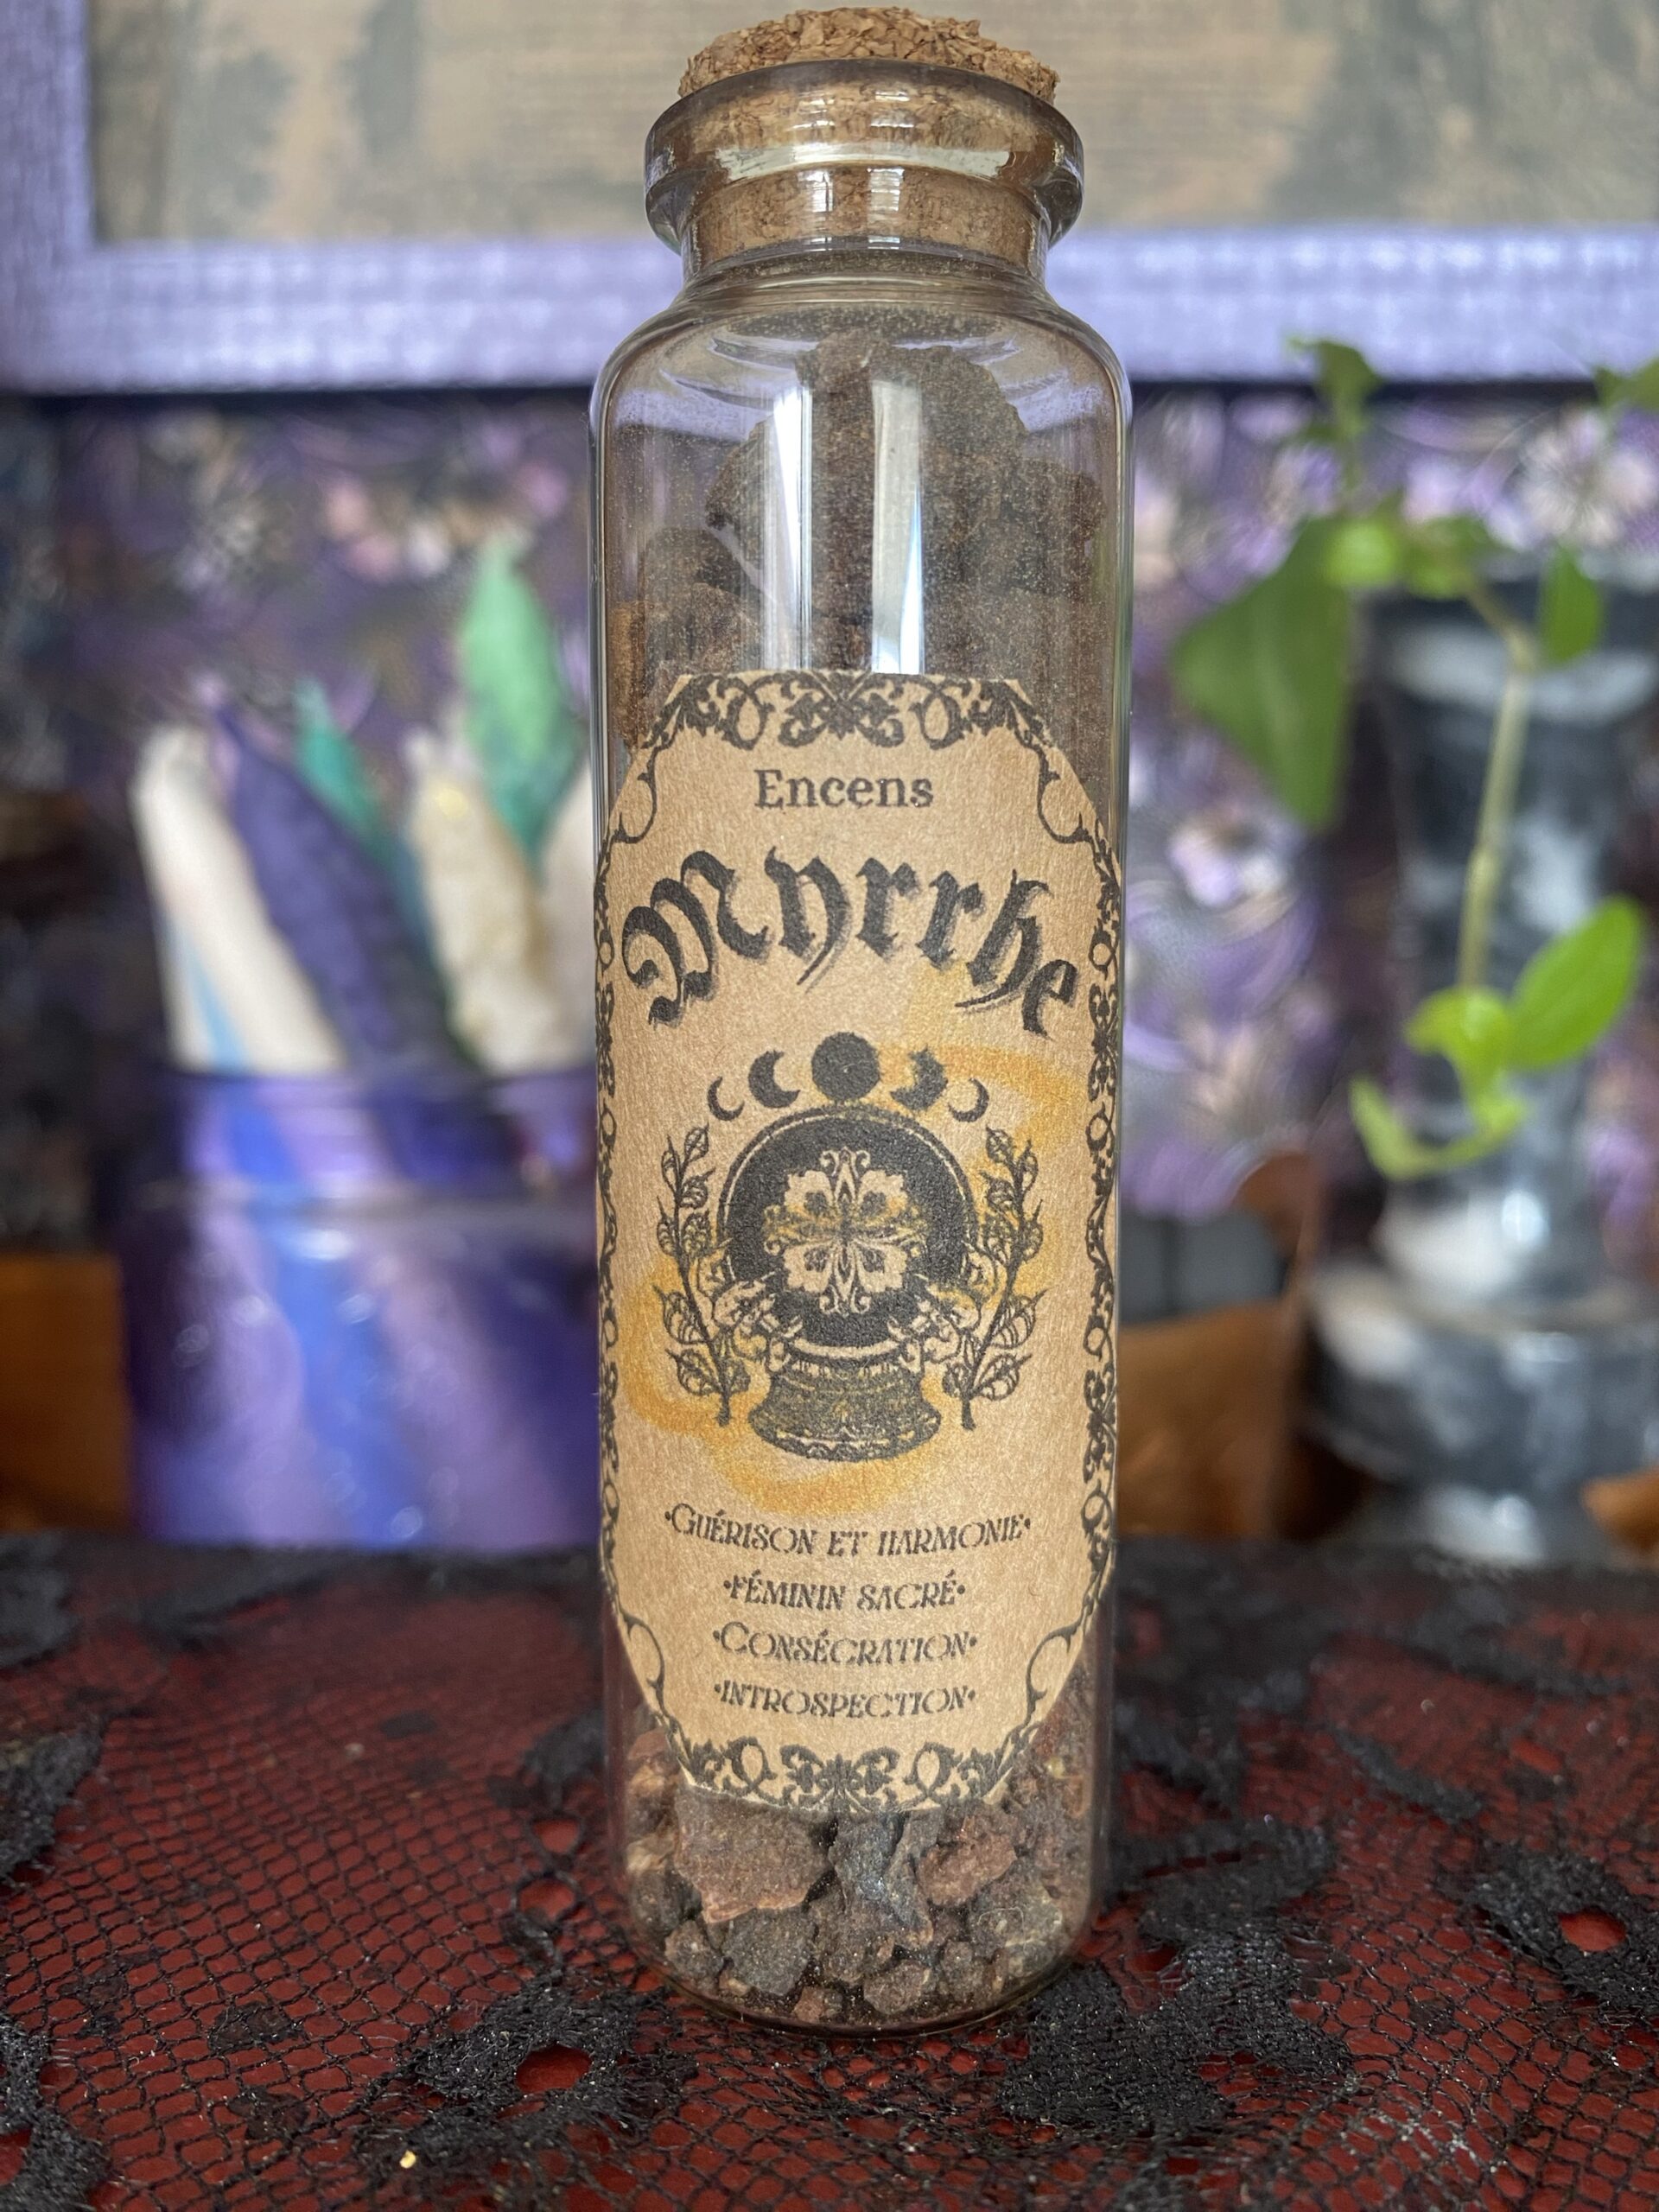 Encens
Myrrhe
•Guérison et harmonie•
•féminin sacré•
•Consécration•
•introspection•